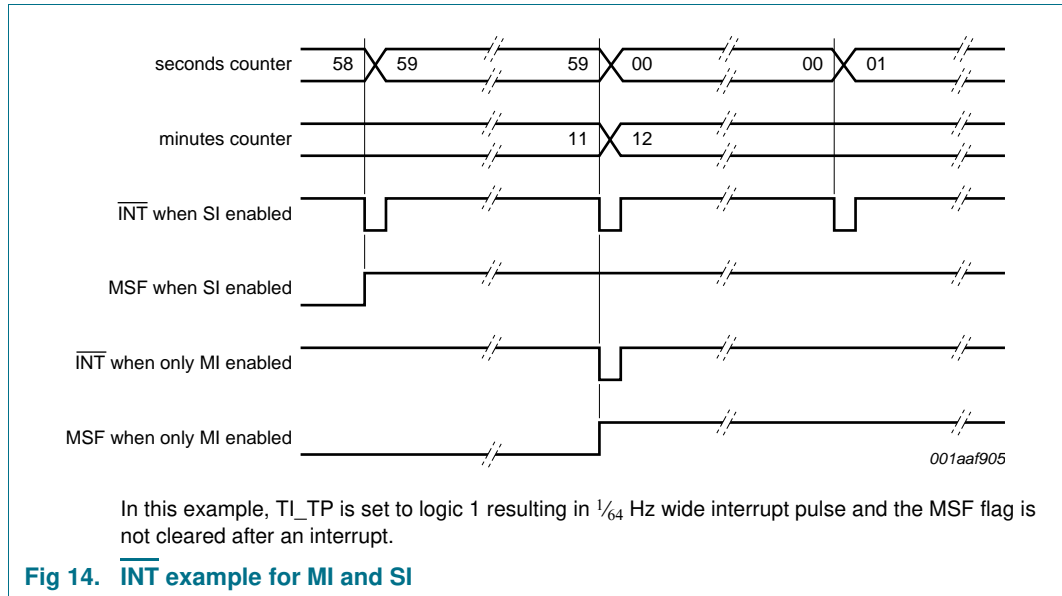 seconds counter 58 59 59 00 00 01
minutes counter 11 12
INT when SI enabled
MSF when SI enabled
INT when only MI enabled
MSF when only MI enabled
001aaf905
In this example, TI_TP is set to logic 1 resulting in 1⁄64 Hz wide interrupt pulse and the MSF flag is
not cleared after an interrupt.
Fig 14. INT example for MI and SI